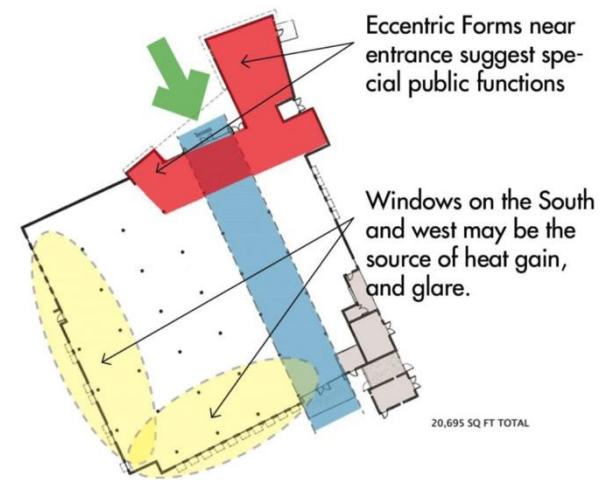 Eccentric Forms near
entrance suggest spe-
cial public functions
Windows on the South
and west may be the
source of heat gain,
and glare.
20,695 SQ FT TOTAL